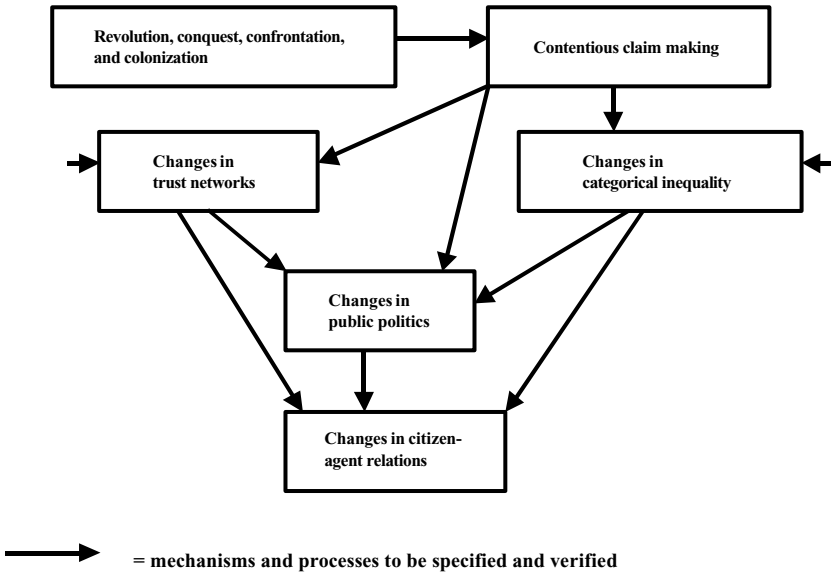 Revolution, conquest, confrontation,
and colonization
Contentious claim making
Changes in
trust networks
Changes in
categorical inequality
Changes in
public politics
Changes in citizen-
agent relations
= mechanisms and processes to be specified and verified